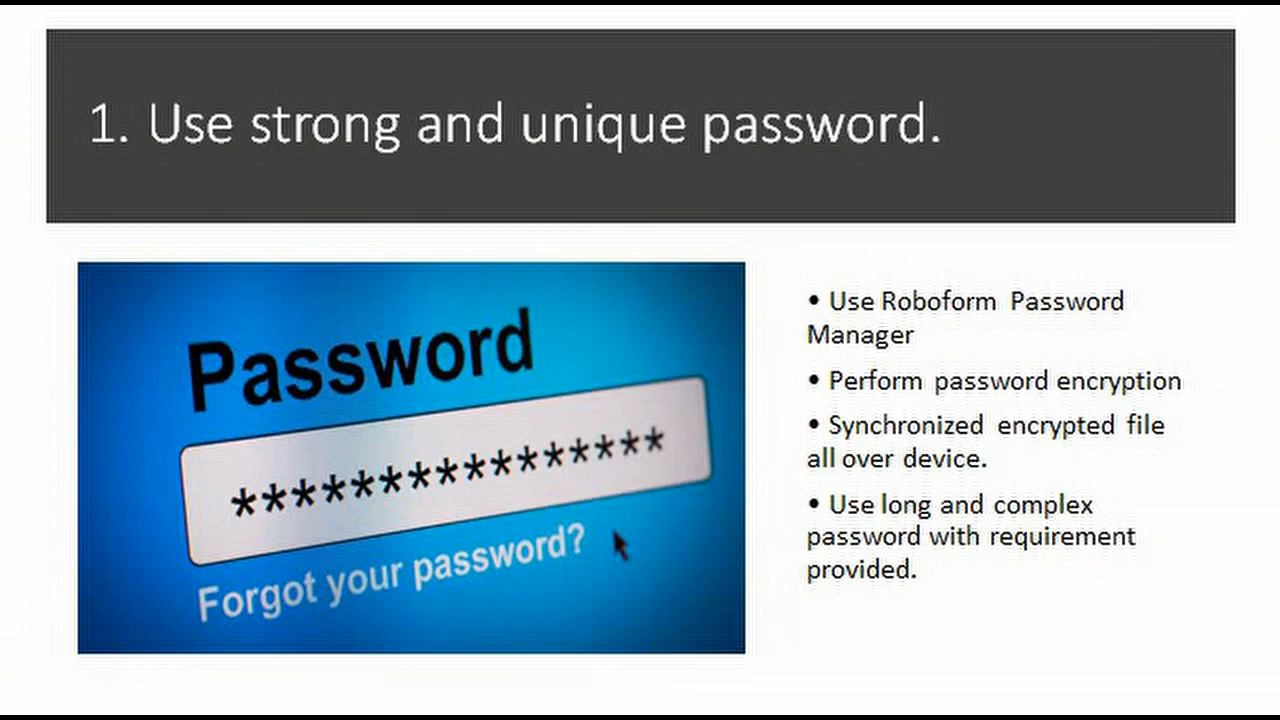 1. Use strong and unique password.
Password
***************
Forgot your password?
• Use Roboform Password
Manager
• Perform password encryption
• Synchronized encrypted file
all over device.
• Use long and complex
password with requirement
provided.